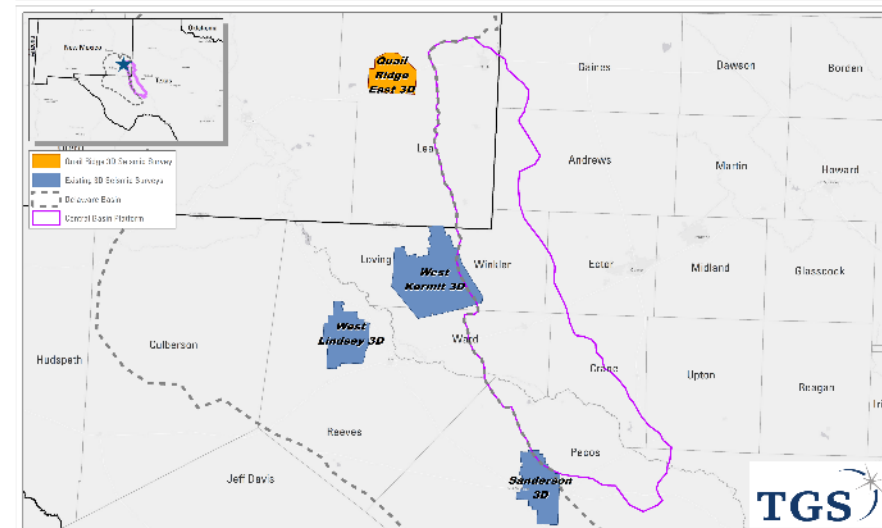 Oklahoma
New Mexico
Texas
Quail Ridge 3D Seismic Survey
Existing 3D Seismic Surveys
Delaware Basin
Central Basin Platform
Quail
Ridge
East 3D
Gaines
Dawson
Borden
Lea
Andrews
Martin
Howard
Loving
West
Kermit 3D
Winkler
Ector
Midland
Glasscock
West
Lindsey 3D
Ward
Hudspeth
Culberson
Crane
Upton
Reagan
Reeves
Pecos
Jeff Davis
Sanderson
3D
TGS